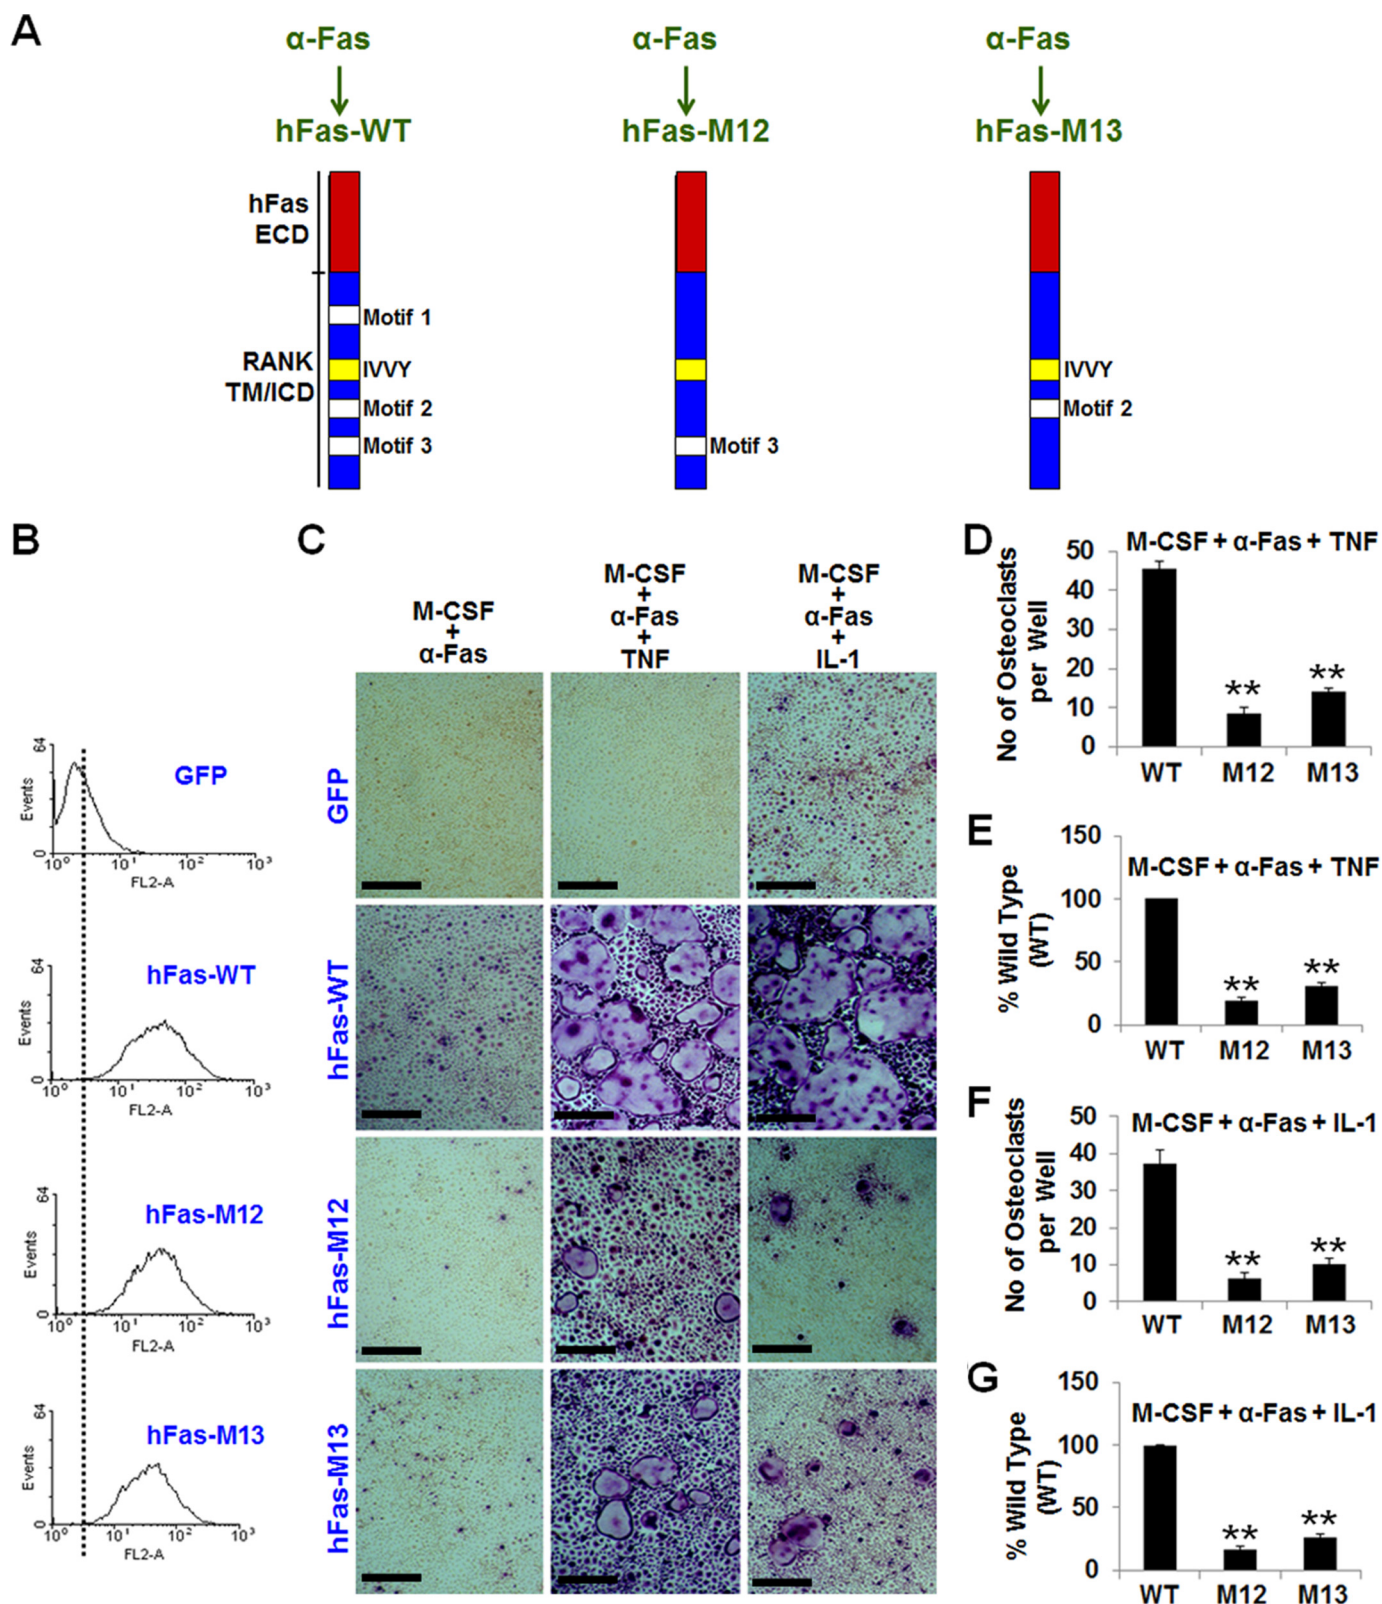 A
α-Fas
α-Fas
α-Fas
hFas-WT
hFas-M12
hFas-M13
hFas
ECD
RANK
TM/ICD
Motif 1
IVVY
Motif 2
Motif 3
Motif 3
IVVY
Motif 2
B
64
Events
0
10⁰ 10¹ 10² 10³
FL2-A
GFP
64
Events
0
10⁰ 10¹ 10² 10³
FL2-A
hFas-WT
64
Events
0
10⁰ 10¹ 10² 10³
FL2-A
hFas-M12
64
Events
0
10⁰ 10¹ 10² 10³
FL2-A
hFas-M13
C
M-CSF
+
α-Fas
M-CSF
+
α-Fas
+
TNF
M-CSF
+
α-Fas
+
IL-1
GFP
hFas-WT
hFas-M12
hFas-M13
D
M-CSF + α-Fas + TNF
No of Osteoclasts
per Well
50
40
30
20
10
0
**
**
WT M12 M13
E
M-CSF + α-Fas + TNF
% Wild Type
(WT)
150
100
50
0
**
**
WT M12 M13
F
M-CSF + α-Fas + IL-1
No of Osteoclasts
per Well
50
40
30
20
10
0
**
**
WT M12 M13
G
M-CSF + α-Fas + IL-1
% Wild Type
(WT)
150
100
50
0
**
**
WT M12 M13